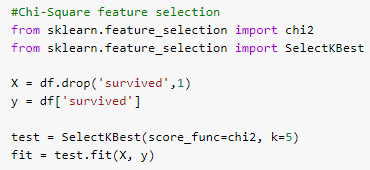 #Chi-Square feature selection
from sklearn.feature_selection import chi2
from sklearn.feature_selection import SelectKBest
X = df.drop('survived',1)
y = df['survived']
test = SelectKBest(score_func=chi2, k=5)
fit = test.fit(X, y)